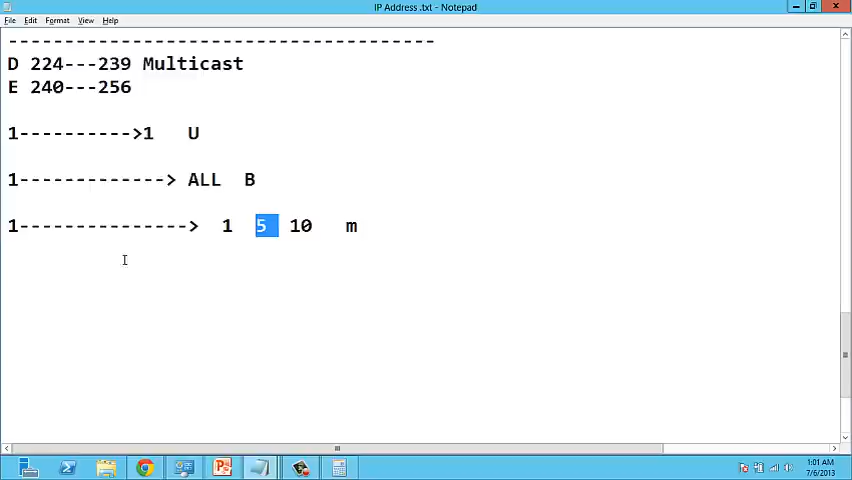 IP Address .txt - Notepad
File Edit Format View Help
--------------------------------------
D 224---239 Multicast
E 240---256
1---------->1 U
1-------------> ALL B
1---------------> 1 5 10 m
1:01 AM
7/6/2013